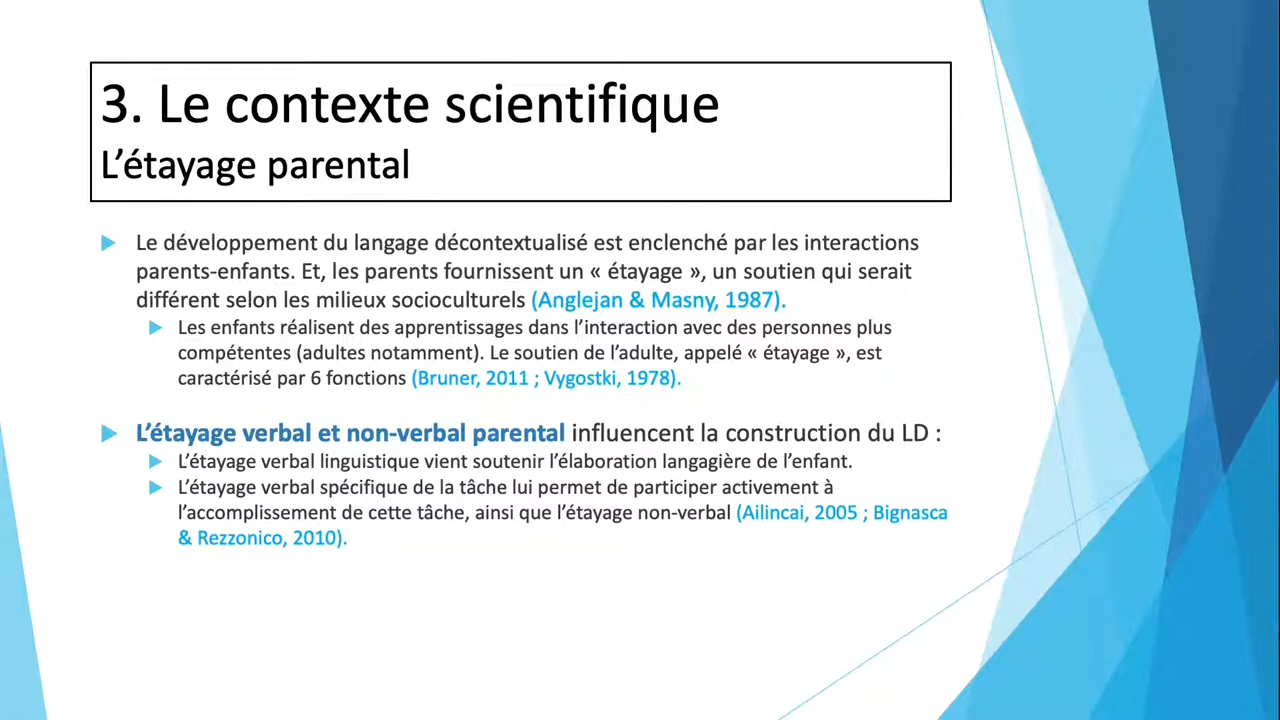 3. Le contexte scientifique
L’étayage parental
Le développement du langage décontextualisé est enclenché par les interactions
parents-enfants. Et, les parents fournissent un « étayage », un soutien qui serait
différent selon les milieux socioculturels (Anglejan & Masny, 1987).
Les enfants réalisent des apprentissages dans l’interaction avec des personnes plus
compétentes (adultes notamment). Le soutien de l’adulte, appelé « étayage », est
caractérisé par 6 fonctions (Bruner, 2011 ; Vygostki, 1978).
L’étayage verbal et non-verbal parental influencent la construction du LD :
L’étayage verbal linguistique vient soutenir l’élaboration langagière de l’enfant.
L’étayage verbal spécifique de la tâche lui permet de participer activement à
l’accomplissement de cette tâche, ainsi que l’étayage non-verbal (Ailincai, 2005 ; Bignasca
& Rezzonico, 2010).